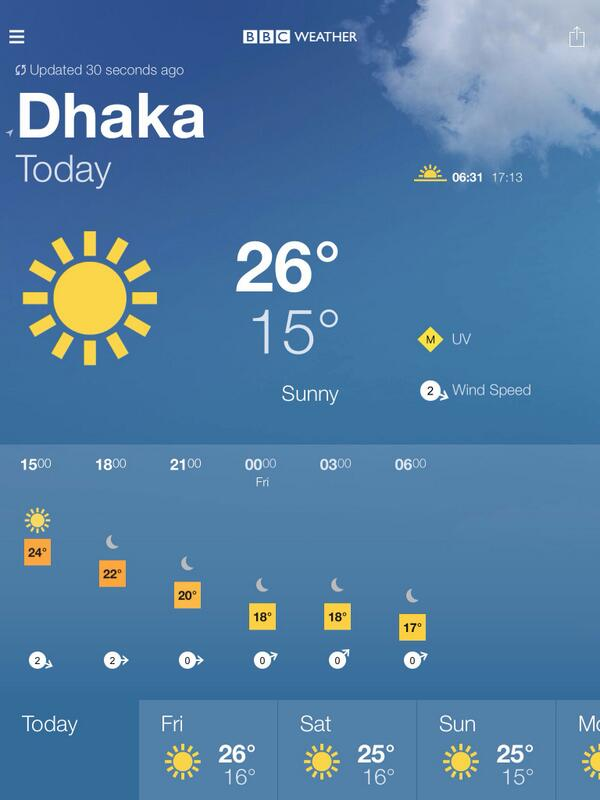 BBC WEATHER
Updated 30 seconds ago
Dhaka
Today
06:31 17:13
26°
15°
M UV
Sunny
2 Wind Speed
1500 1800 2100 0000 0300 0600
Fri
24° 22° 20° 18° 18° 17°
2 2 0 0 0 0
Today Fri Sat Sun Mo
26° 25° 25°
16° 16° 15°